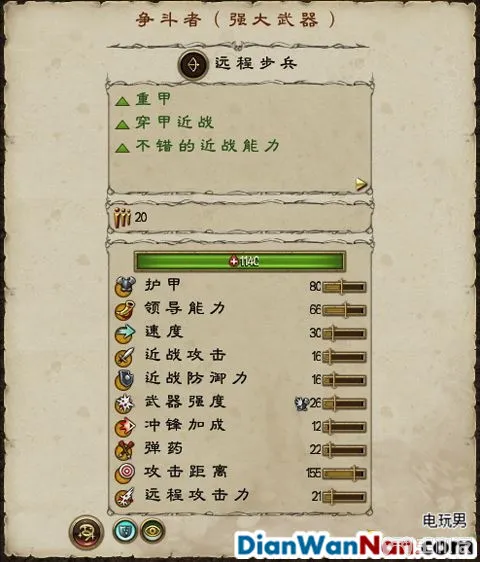 争斗者（强大武器）
远程步兵
重甲
穿甲近战
不错的近战能力
20
1140
护甲 80
领导能力 66
速度 30
近战攻击 16
近战防御力 16
武器强度 26
冲锋加成 12
弹药 22
攻击距离 155
远程攻击力 21
电玩男
DianWanNan.com